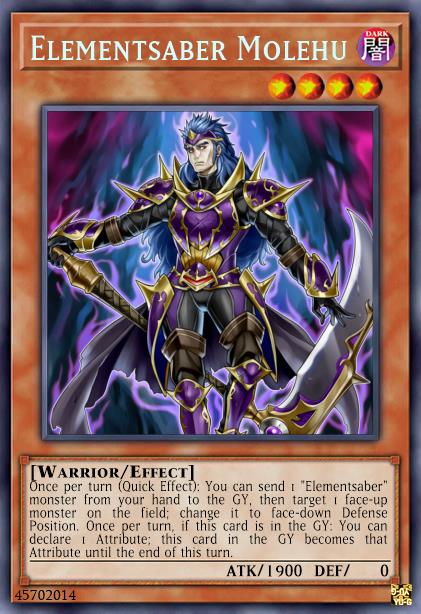 Elementsaber Molehu
DARK
闇
[Warrior/Effect]
Once per turn (Quick Effect): You can send 1 "Elementsaber"
monster from your hand to the GY, then target 1 face-up
monster on the field; change it to face-down Defense
Position. Once per turn, if this card is in the GY: You can
declare 1 Attribute; this card in the GY becomes that
Attribute until the end of this turn.
ATK/1900 DEF/ 0
45702014